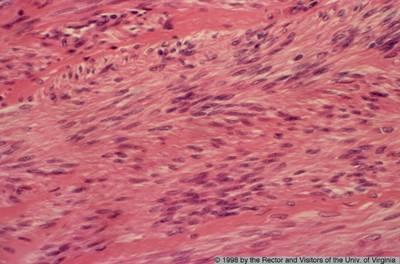 © 1998 by the Rector and Visitors of the Univ. of Virginia